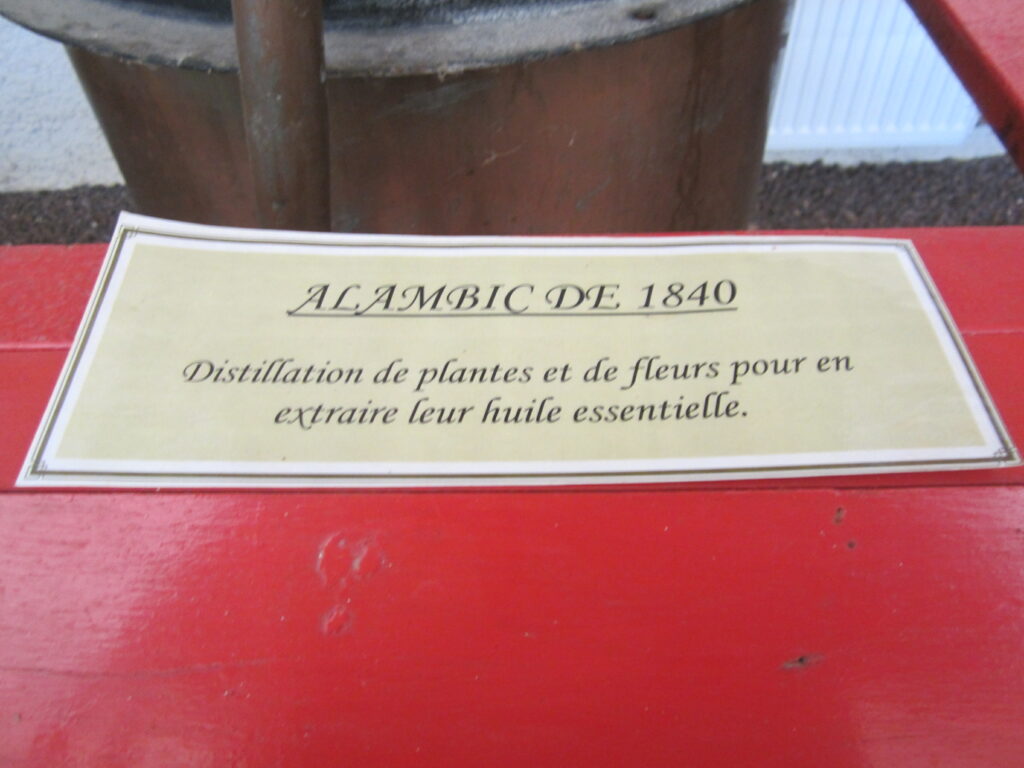 ALAMBIC DE 1840
Distillation de plantes et de fleurs pour en
extraire leur huile essentielle.